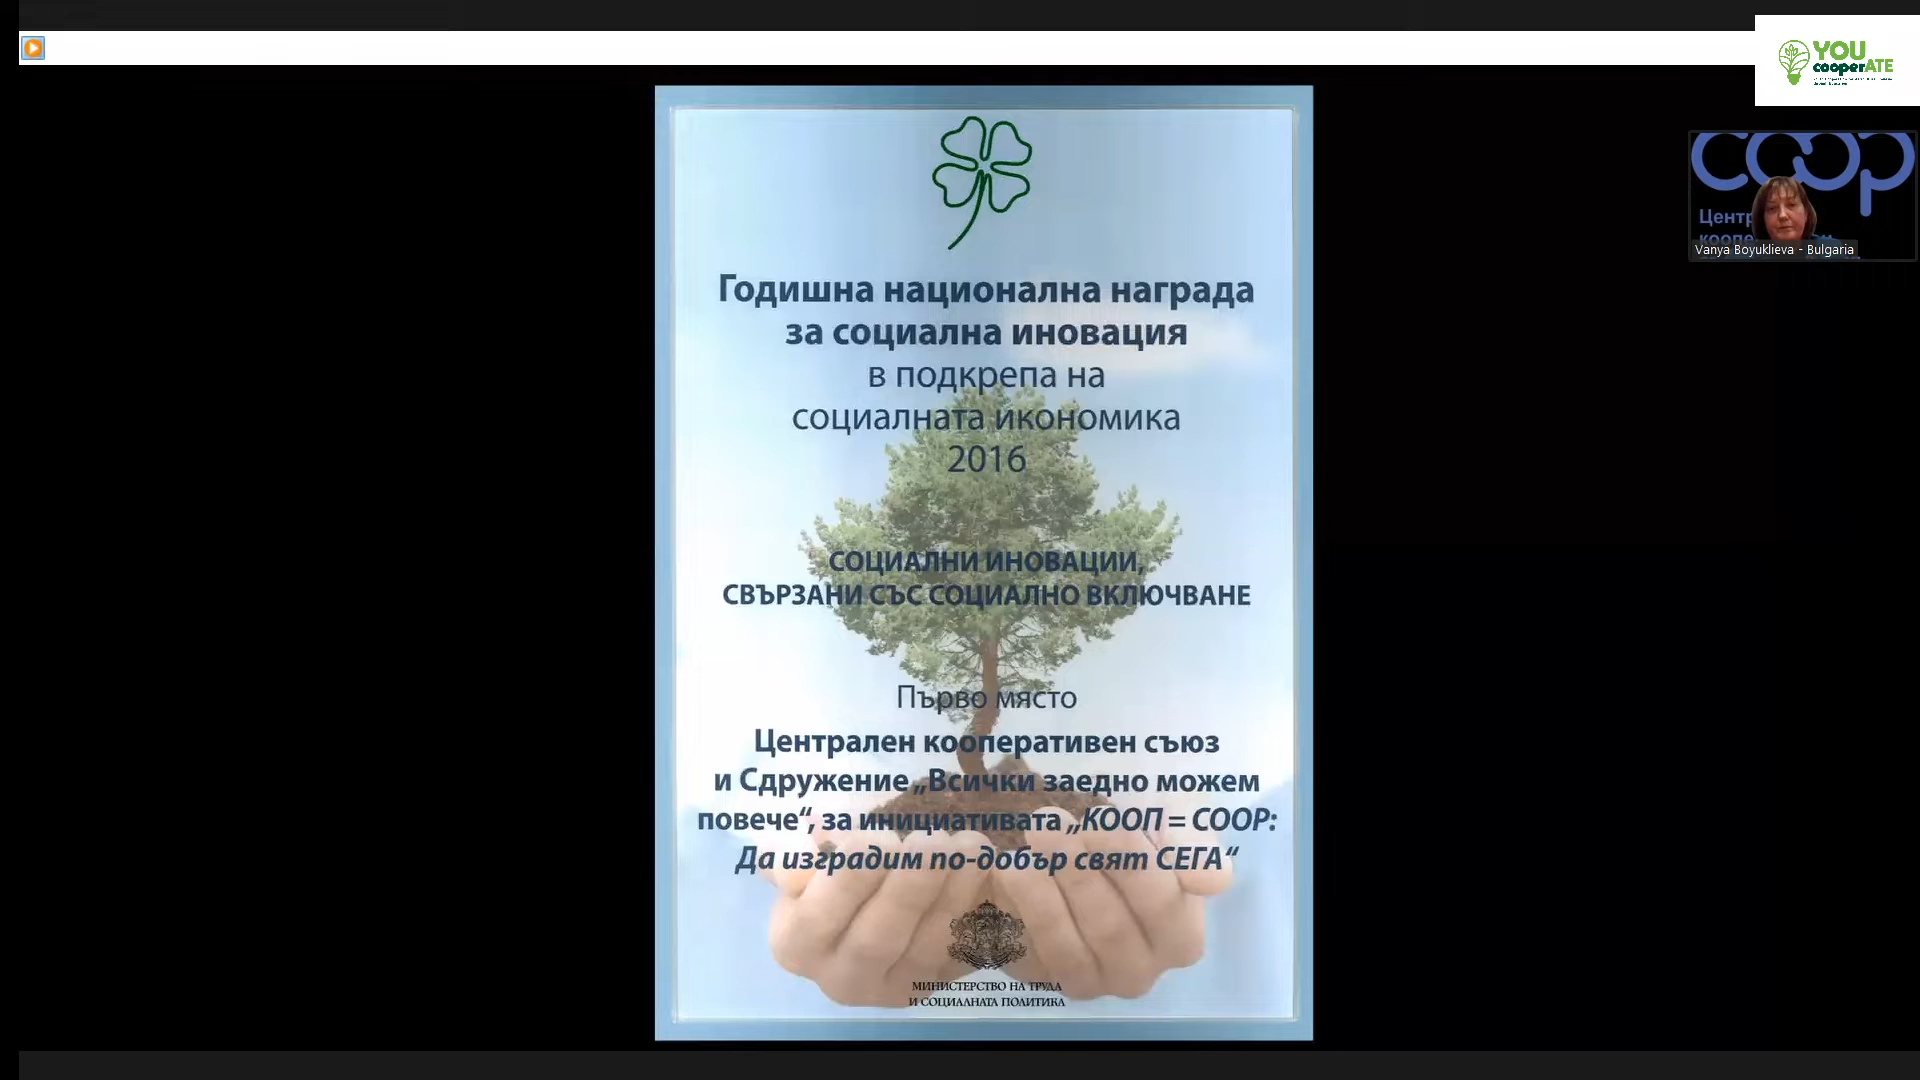 YOU
cooperATE
coop
Центр
кооп
Vanya Boyuklieva - Bulgaria
Годишна национална награда
за социална иновация
в подкрепа на
социалната икономика
2016
СОЦИАЛНИ ИНОВАЦИИ,
СВЪРЗАНИ СЪС СОЦИАЛНО ВКЛЮЧВАНЕ
Първо място
Централен кооперативен съюз
и Сдружение „Всички заедно можем
повече“, за инициативата „КООП = COOP:
Да изградим по-добър свят СЕГА“
МИНИСТЕРСТВО НА ТРУДА
И СОЦИАЛНАТА ПОЛИТИКА